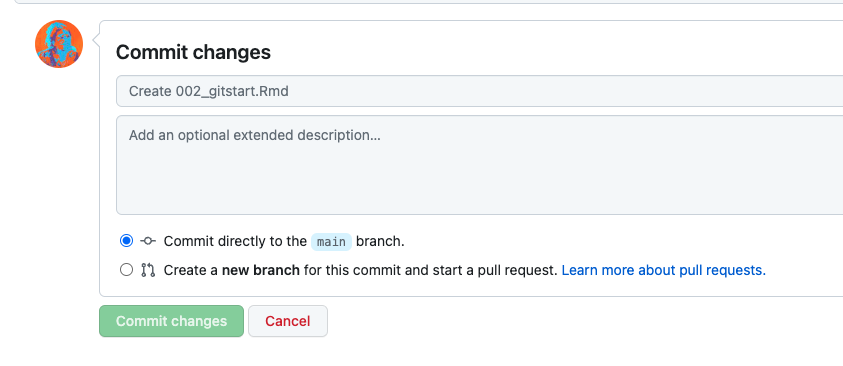 Commit changes
Create 002_gitstart.Rmd
Add an optional extended description...
Commit directly to the main branch.
Create a new branch for this commit and start a pull request. Learn more about pull requests.
Commit changes Cancel